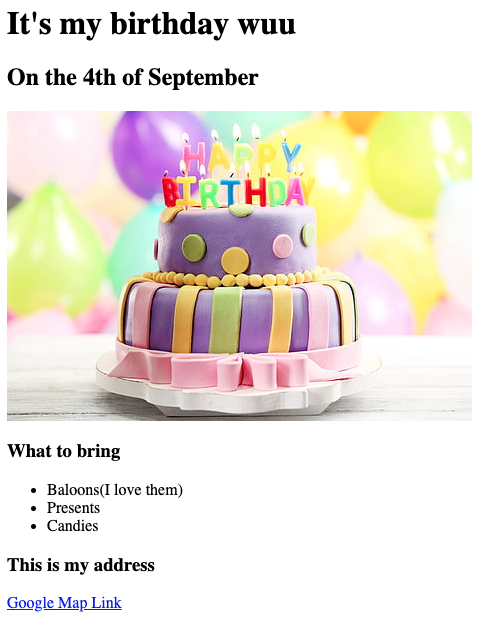 It's my birthday wuu
On the 4th of September
HAPPY
BIRTHDAY
What to bring
Baloons(I love them)
Presents
Candies
This is my address
Google Map Link